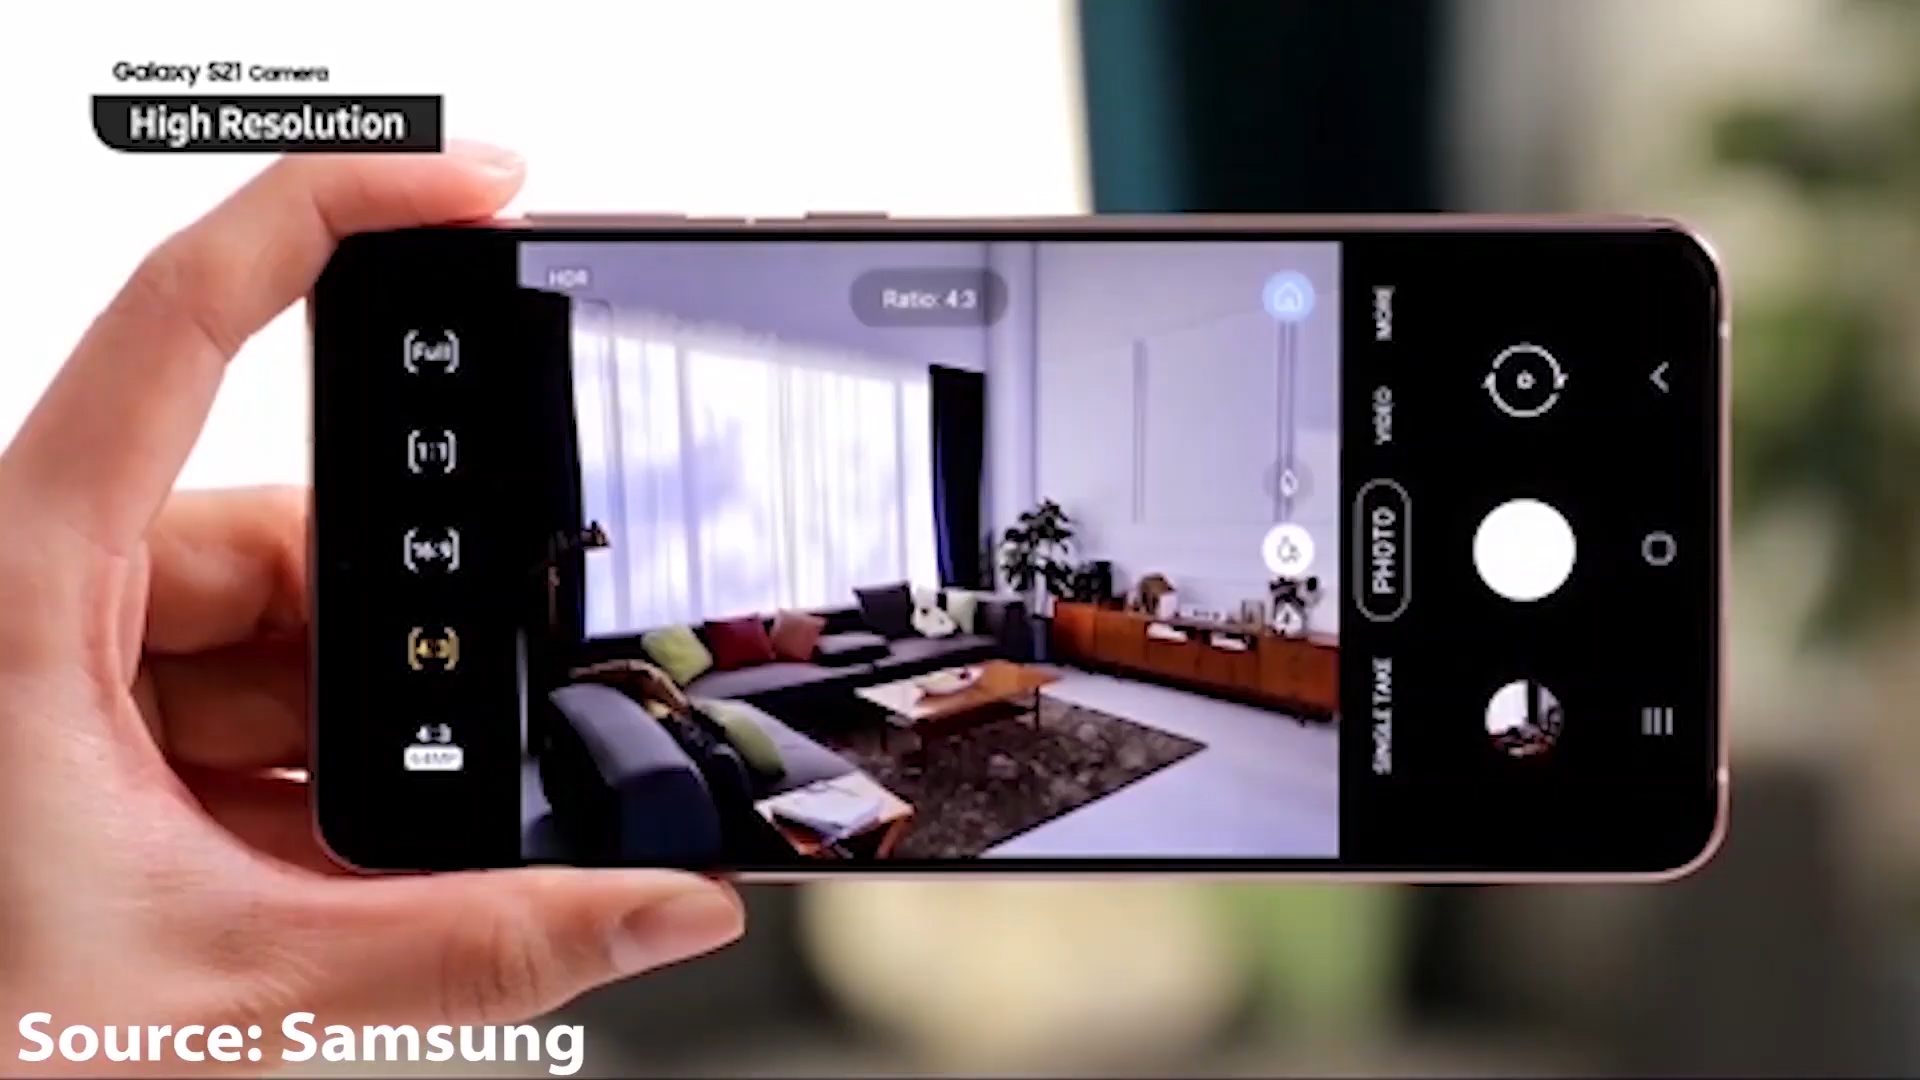 Galaxy S21 Camera
High Resolution
HDR
Ratio: 4:3
Full
1:1
16:9
4:3
4:3
MORE
VIDEO
PHOTO
SINGLE TAKE
Source: Samsung